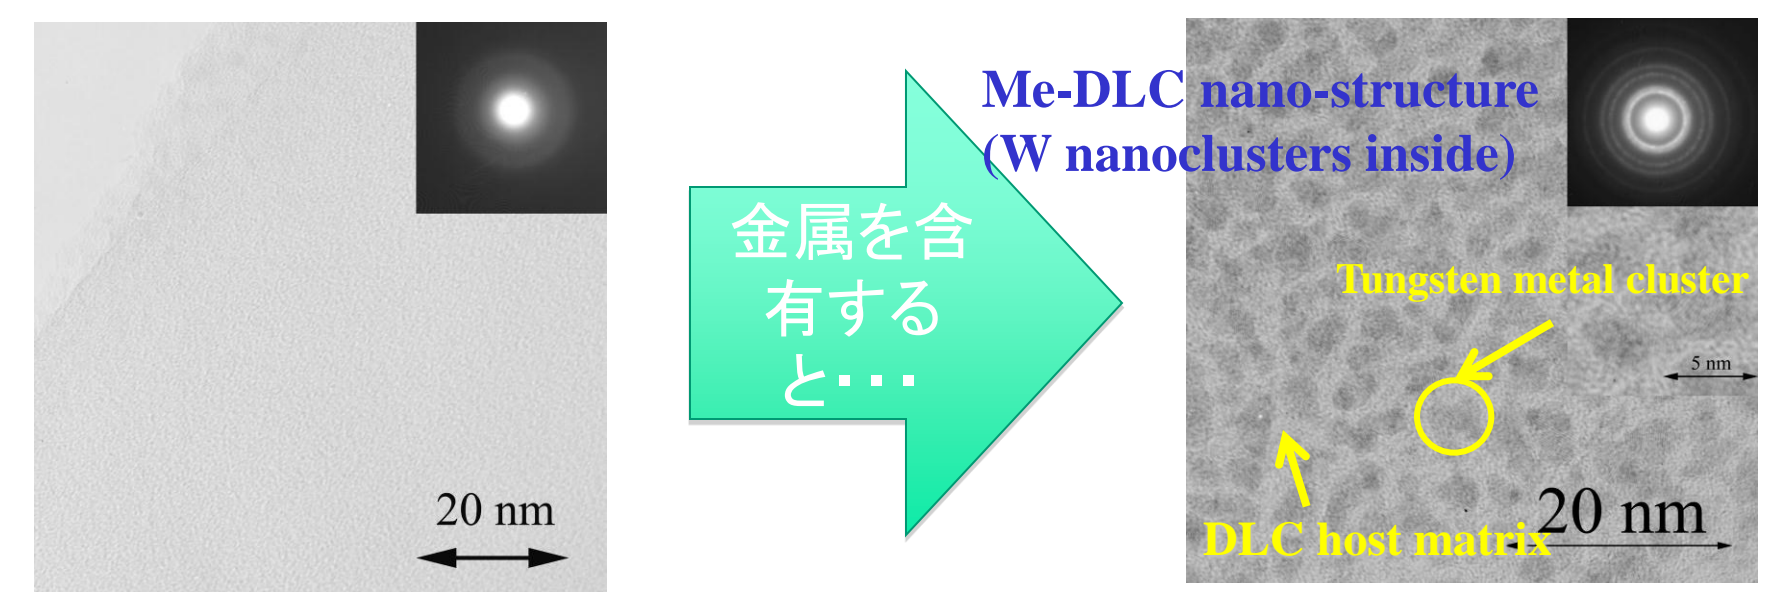 20 nm
金属を含
有する
と・・・
Me-DLC nano-structure
(W nanoclusters inside)
Tungsten metal cluster
5 nm
20 nm
DLC host matrix